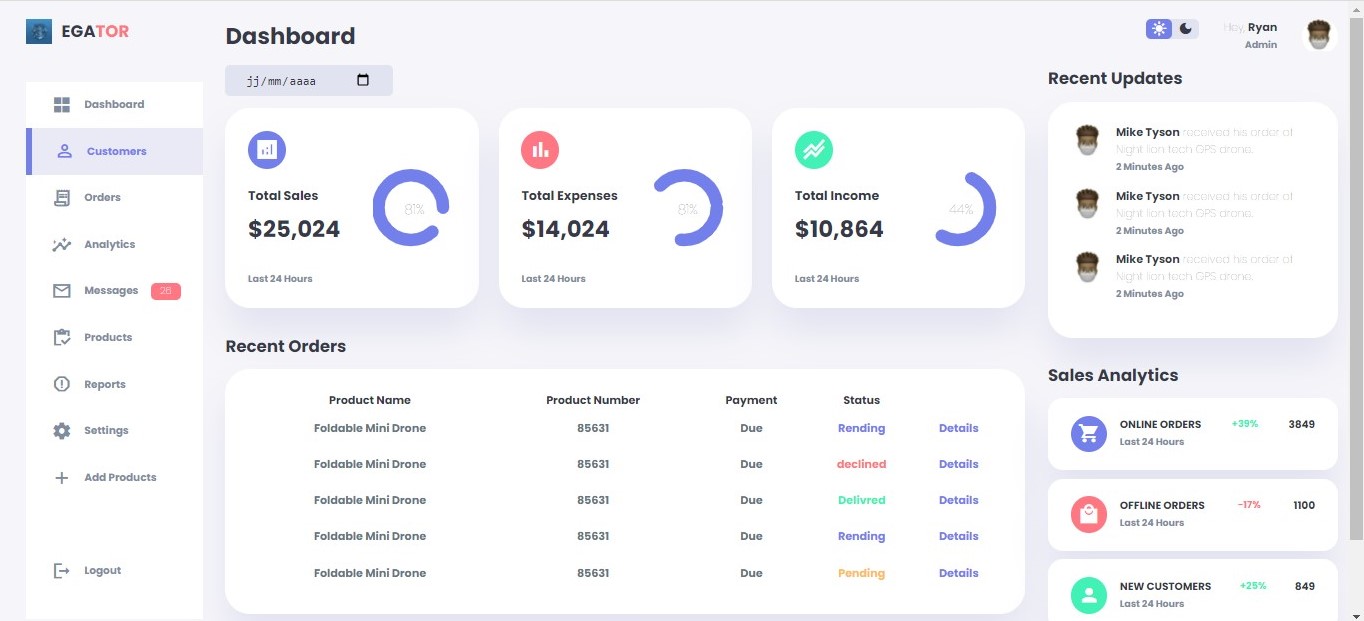 EGATOR
Dashboard
Customers
Orders
Analytics
Messages 26
Products
Reports
Settings
Add Products
Logout
Dashboard
jj/mm/aaaa
Total Sales
$25,024
81%
Last 24 Hours
Total Expenses
$14,024
81%
Last 24 Hours
Total Income
$10,864
44%
Last 24 Hours
Recent Orders
Product Name Product Number Payment Status
Foldable Mini Drone 85631 Due Rending Details
Foldable Mini Drone 85631 Due declined Details
Foldable Mini Drone 85631 Due Delivred Details
Foldable Mini Drone 85631 Due Rending Details
Foldable Mini Drone 85631 Due Pending Details
Hey, Ryan
Admin
Recent Updates
Mike Tyson received his order of
Night lion tech GPS drone.
2 Minutes Ago
Mike Tyson received his order of
Night lion tech GPS drone.
2 Minutes Ago
Mike Tyson received his order of
Night lion tech GPS drone.
2 Minutes Ago
Sales Analytics
ONLINE ORDERS +39% 3849
Last 24 Hours
OFFLINE ORDERS -17% 1100
Last 24 Hours
NEW CUSTOMERS +25% 849
Last 24 Hours